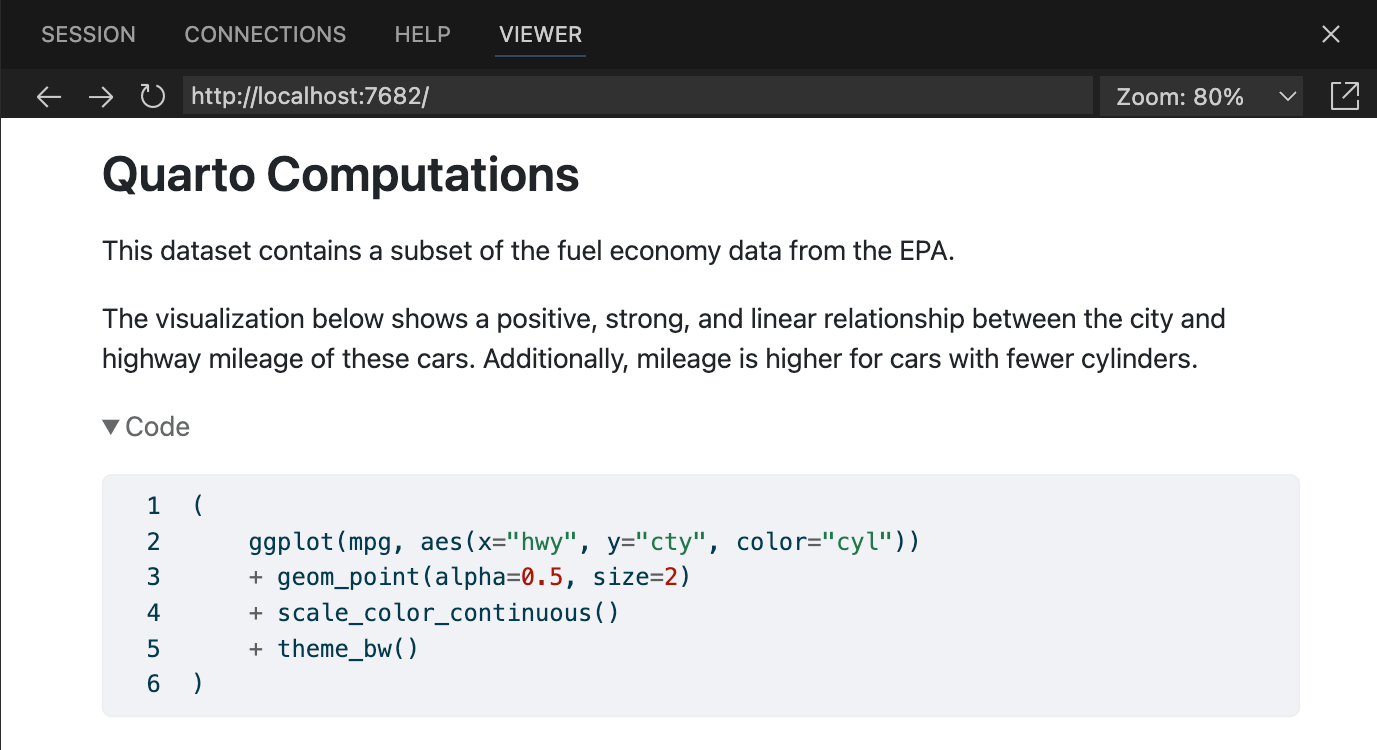 SESSION CONNECTIONS HELP VIEWER
http://localhost:7682/ Zoom: 80%
Quarto Computations
This dataset contains a subset of the fuel economy data from the EPA.
The visualization below shows a positive, strong, and linear relationship between the city and
highway mileage of these cars. Additionally, mileage is higher for cars with fewer cylinders.
Code
1 (
2     ggplot(mpg, aes(x="hwy", y="cty", color="cyl"))
3     + geom_point(alpha=0.5, size=2)
4     + scale_color_continuous()
5     + theme_bw()
6 )